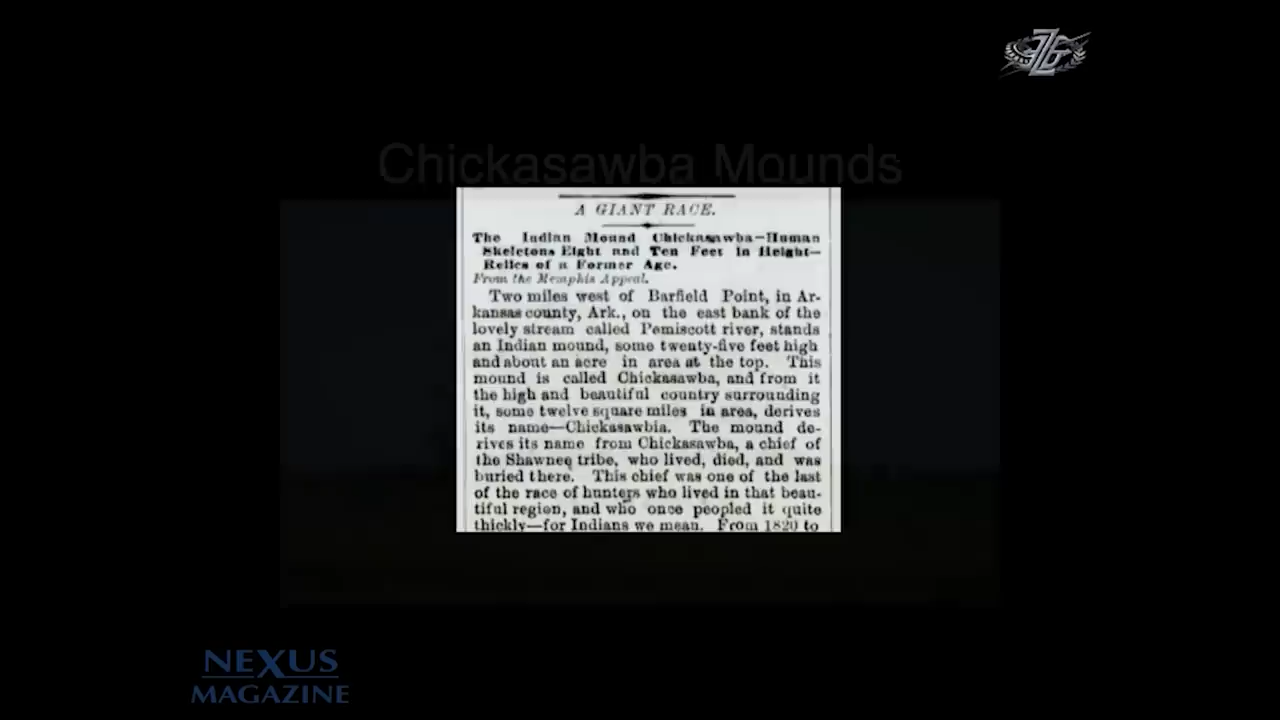 Chickasawba Mounds
A GIANT RACE.
The Indian Mound Chickasawba—Human
Skeletons Eight and Ten Feet in Height—
Relics of a Former Age.
From the Memphis Appeal.
Two miles west of Barfield Point, in Ar-
kansas county, Ark., on the east bank of the
lovely stream called Pemiscott river, stands
an Indian mound, some twenty-five feet high
and about an acre in area at the top. This
mound is called Chickasawba, and from it
the high and beautiful country surrounding
it, some twelve square miles in area, derives
its name—Chickasawbia. The mound de-
rives its name from Chickasawba, a chief of
the Shawnee tribe, who lived, died, and was
buried there. This chief was one of the last
of the race of hunters who lived in that beau-
tiful region, and who once peopled it quite
thickly—for Indians we mean. From 1820 to
NEXUS
MAGAZINE